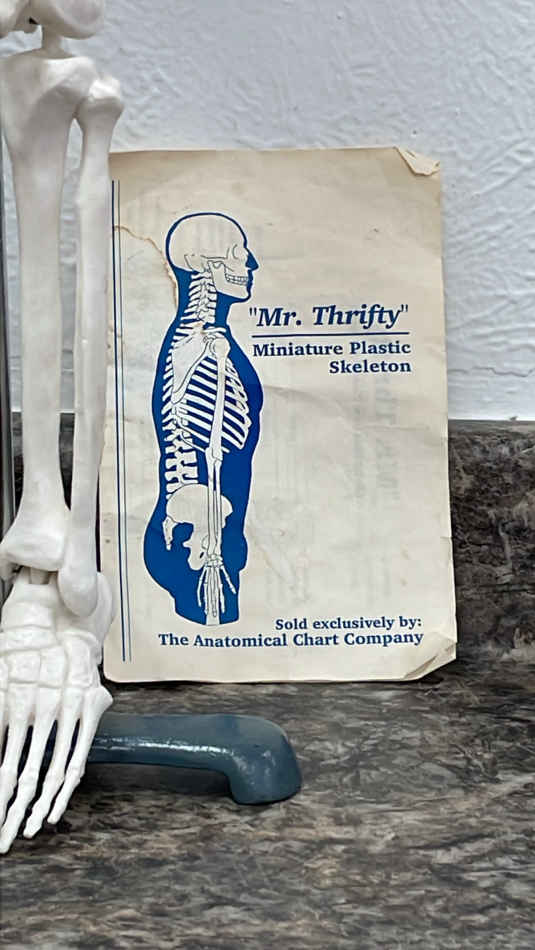 "Mr. Thrifty"
Miniature Plastic
Skeleton
Sold exclusively by:
The Anatomical Chart Company